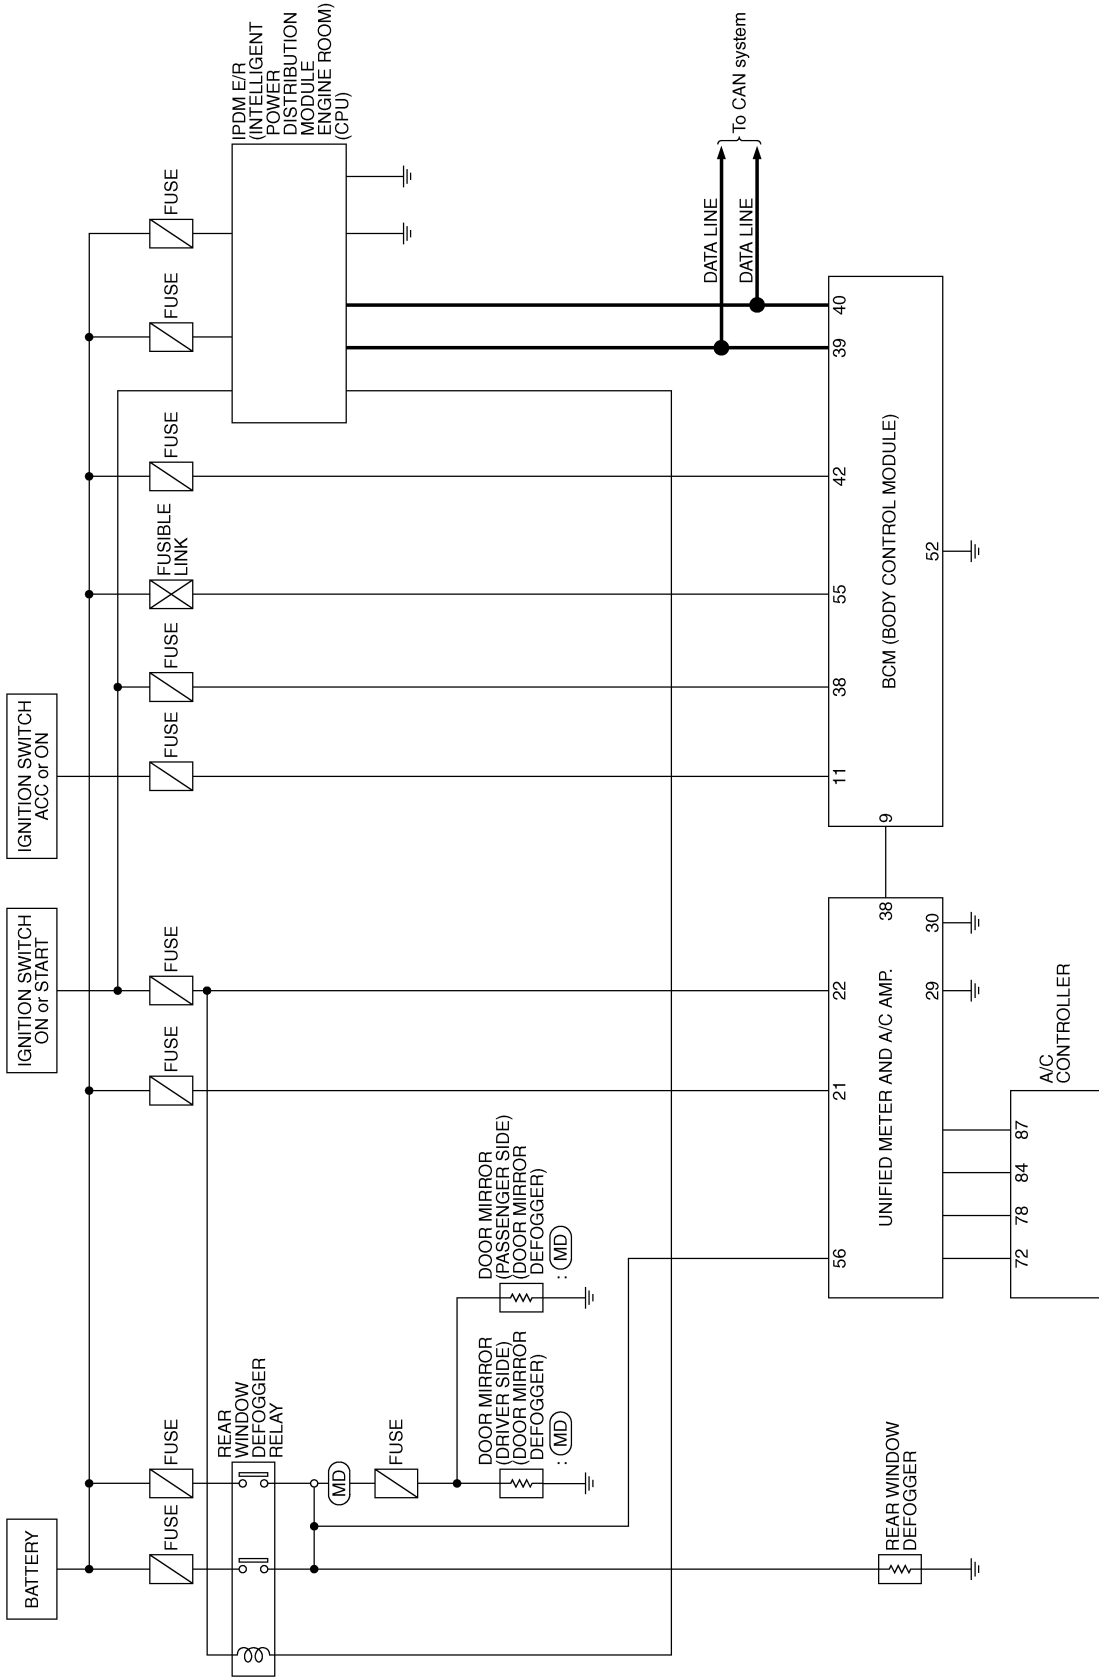 BATTERY
FUSE
FUSE
REAR
WINDOW
DEFOGGER
RELAY
MD
FUSE
DOOR MIRROR
(DRIVER SIDE)
(DOOR MIRROR
DEFOGGER)
: MD
DOOR MIRROR
(PASSENGER SIDE)
(DOOR MIRROR
DEFOGGER)
: MD
REAR WINDOW
DEFOGGER
IGNITION SWITCH
ON or START
FUSE
FUSE
IGNITION SWITCH
ACC or ON
FUSE
FUSE
FUSIBLE
LINK
FUSE
FUSE
FUSE
IPDM E/R
(INTELLIGENT
POWER
DISTRIBUTION
MODULE
ENGINE ROOM)
(CPU)
DATA LINE
DATA LINE
To CAN system
56
21
22
38
UNIFIED METER AND A/C AMP.
29
30
72
78
84
87
A/C
CONTROLLER
9
11
38
55
42
39
40
BCM (BODY CONTROL MODULE)
52